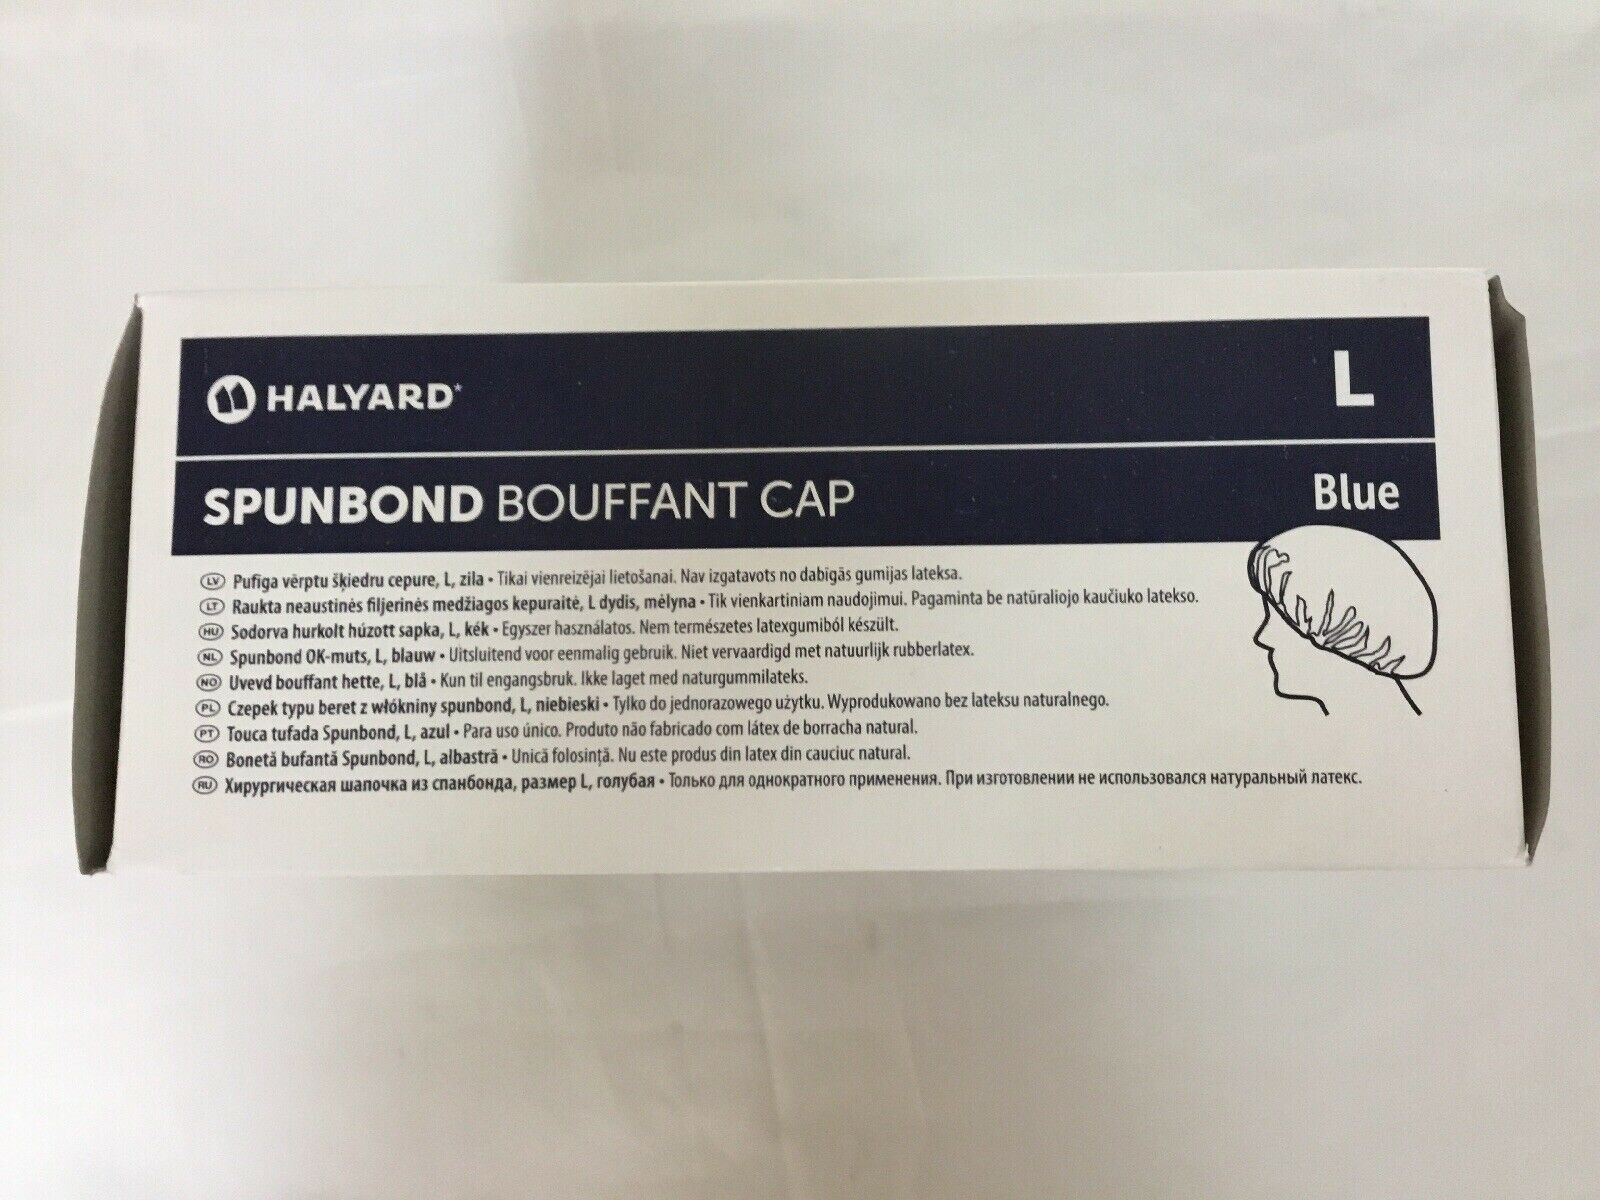 HALYARD*
L
SPUNBOND BOUFFANT CAP
Blue
LV Pufīga vērptu šķiedru cepure, L, zila • Tikai vienreizējai lietošanai. Nav izgatavots no dabīgās gumijas lateksa.
LT Raukta neaustinės filjerinės medžiagos kepuraitė, L dydis, mėlyna • Tik vienkartiniam naudojimui. Pagaminta be natūraliojo kaučiuko latekso.
HU Sodorva hurkolt húzott sapka, L, kék • Egyszer használatos. Nem természetes latexgumiból készült.
NL Spunbond OK-muts, L, blauw • Uitsluitend voor eenmalig gebruik. Niet vervaardigd met natuurlijk rubberlatex.
NO Uvevd bouffant hette, L, blå • Kun til engangsbruk. Ikke laget med naturgummilateks.
PL Czepek typu beret z włókniny spunbond, L, niebieski • Tylko do jednorazowego użytku. Wyprodukowano bez lateksu naturalnego.
PT Touca tufada Spunbond, L, azul • Para uso único. Produto não fabricado com látex de borracha natural.
RO Bonetă bufantă Spunbond, L, albastră • Unică folosință. Nu este produs din latex din cauciuc natural.
RU Хирургическая шапочка из спанбонда, размер L, голубая • Только для однократного применения. При изготовлении не использовался натуральный латекс.